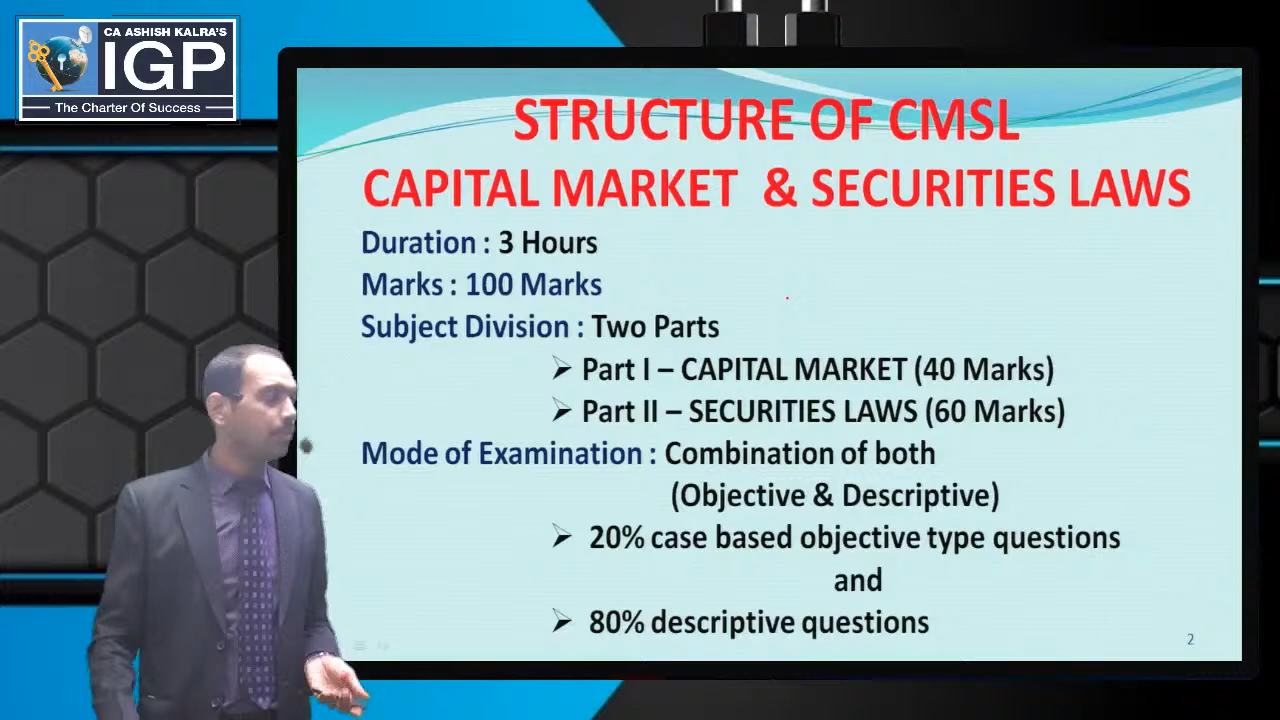 CA ASHISH KALRA'S
IGP
The Charter Of Success
STRUCTURE OF CMSL
CAPITAL MARKET & SECURITIES LAWS
Duration : 3 Hours
Marks : 100 Marks
Subject Division : Two Parts
➢ Part I – CAPITAL MARKET (40 Marks)
➢ Part II – SECURITIES LAWS (60 Marks)
Mode of Examination : Combination of both
(Objective & Descriptive)
➢ 20% case based objective type questions
and
➢ 80% descriptive questions
2